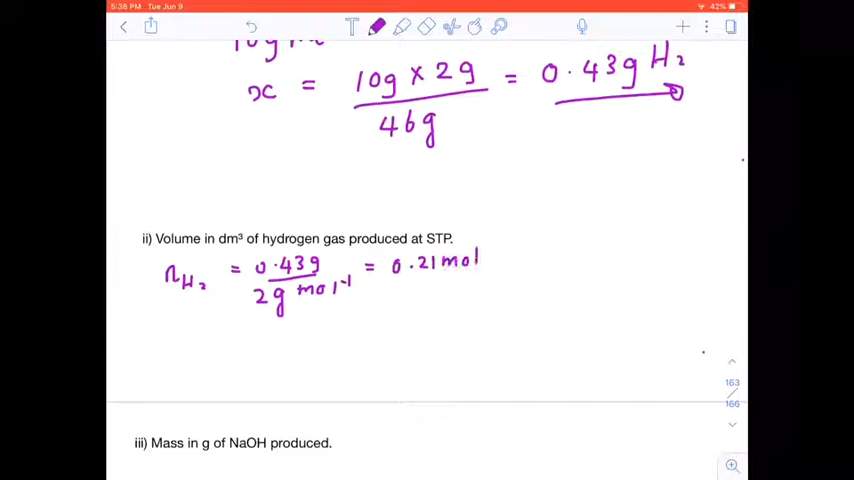 5:38 PM Tue Jun 9
42%
x = 10g × 2g = 0.43g H₂
46g
ii) Volume in dm³ of hydrogen gas produced at STP.
nH₂ = 0.43g = 0.21 mol
2g mol⁻¹
163
166
iii) Mass in g of NaOH produced.